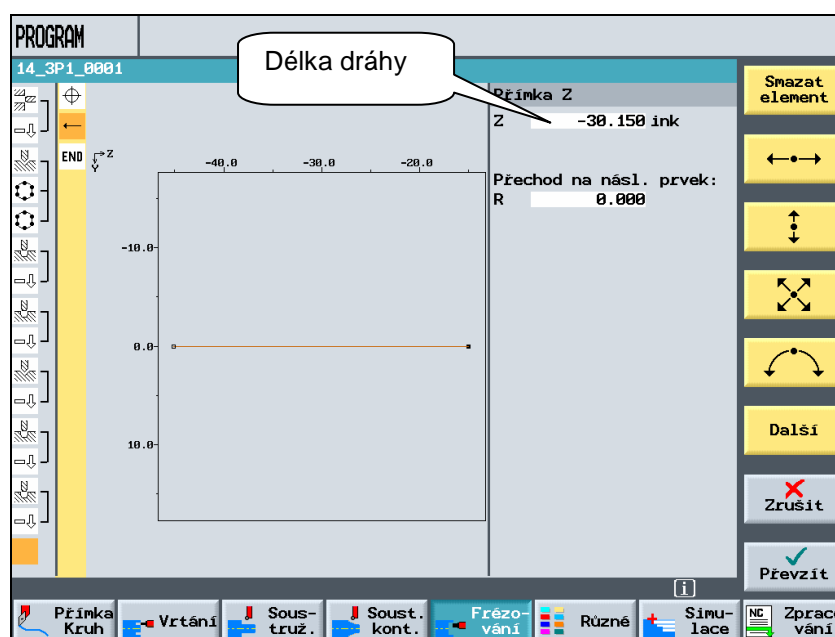 PROGRAM
Délka dráhy
14_3P1_0001
Přímka Z
Z -30.150 ink
Přechod na násl. prvek:
R 0.000
END
Z
Y
-40.0 -30.0 -20.0
-10.0
0.0
10.0
Smazat
element
Další
Zrušit
Převzít
i
Přímka
Kruh
Vrtání
Sous-
truž.
Soust.
kont.
Frézo-
vání
Různé
Simu-
lace
NC
Zprac
vání